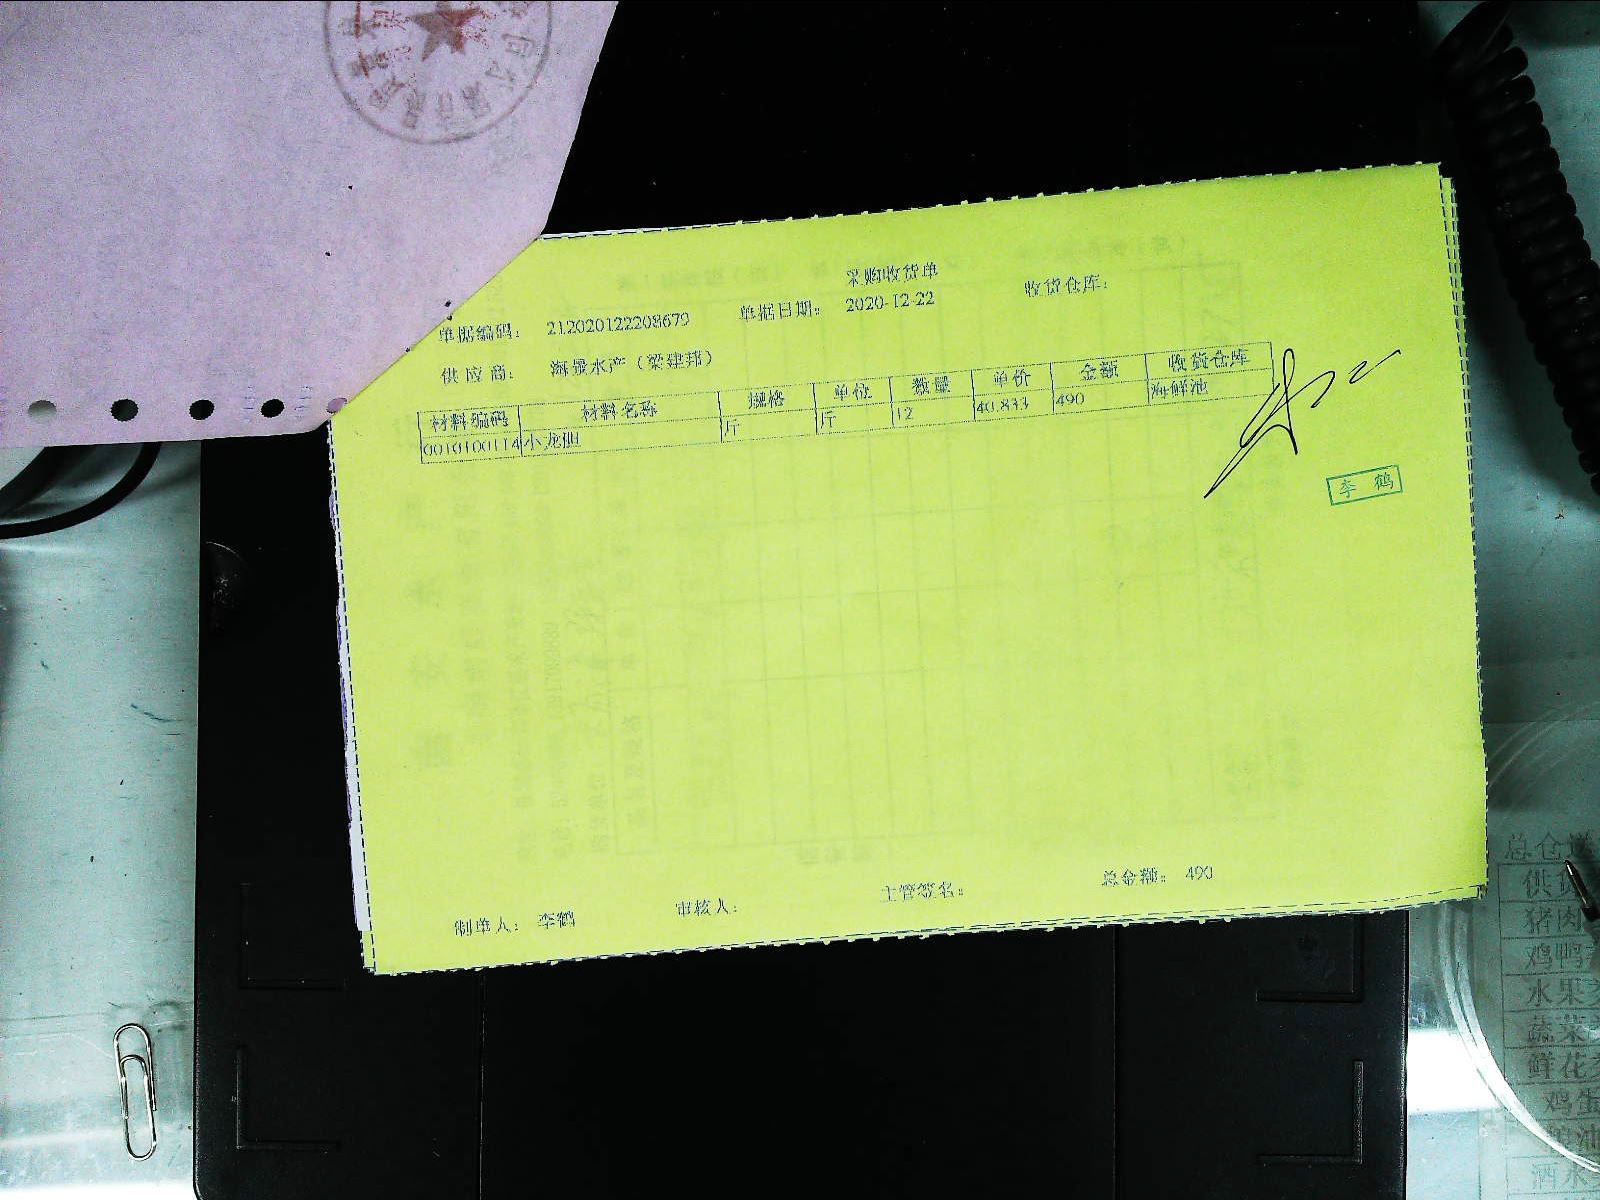 采购收货单
单据编码： 212020122208679 单据日期： 2020-12-22 收货仓库：
供应商： 海景水产（梁建邦）
材料编码 材料名称 规格 单位 数量 单价 金额 收货仓库
0010100114 小龙胆 斤 斤 12 40.833 490 海鲜池
李鹤
制单人： 李鹤 审核人： 主管签名： 总金额： 490
总仓
猪肉
鸡鸭
水果
蔬菜
鲜花
鸡蛋
酒水